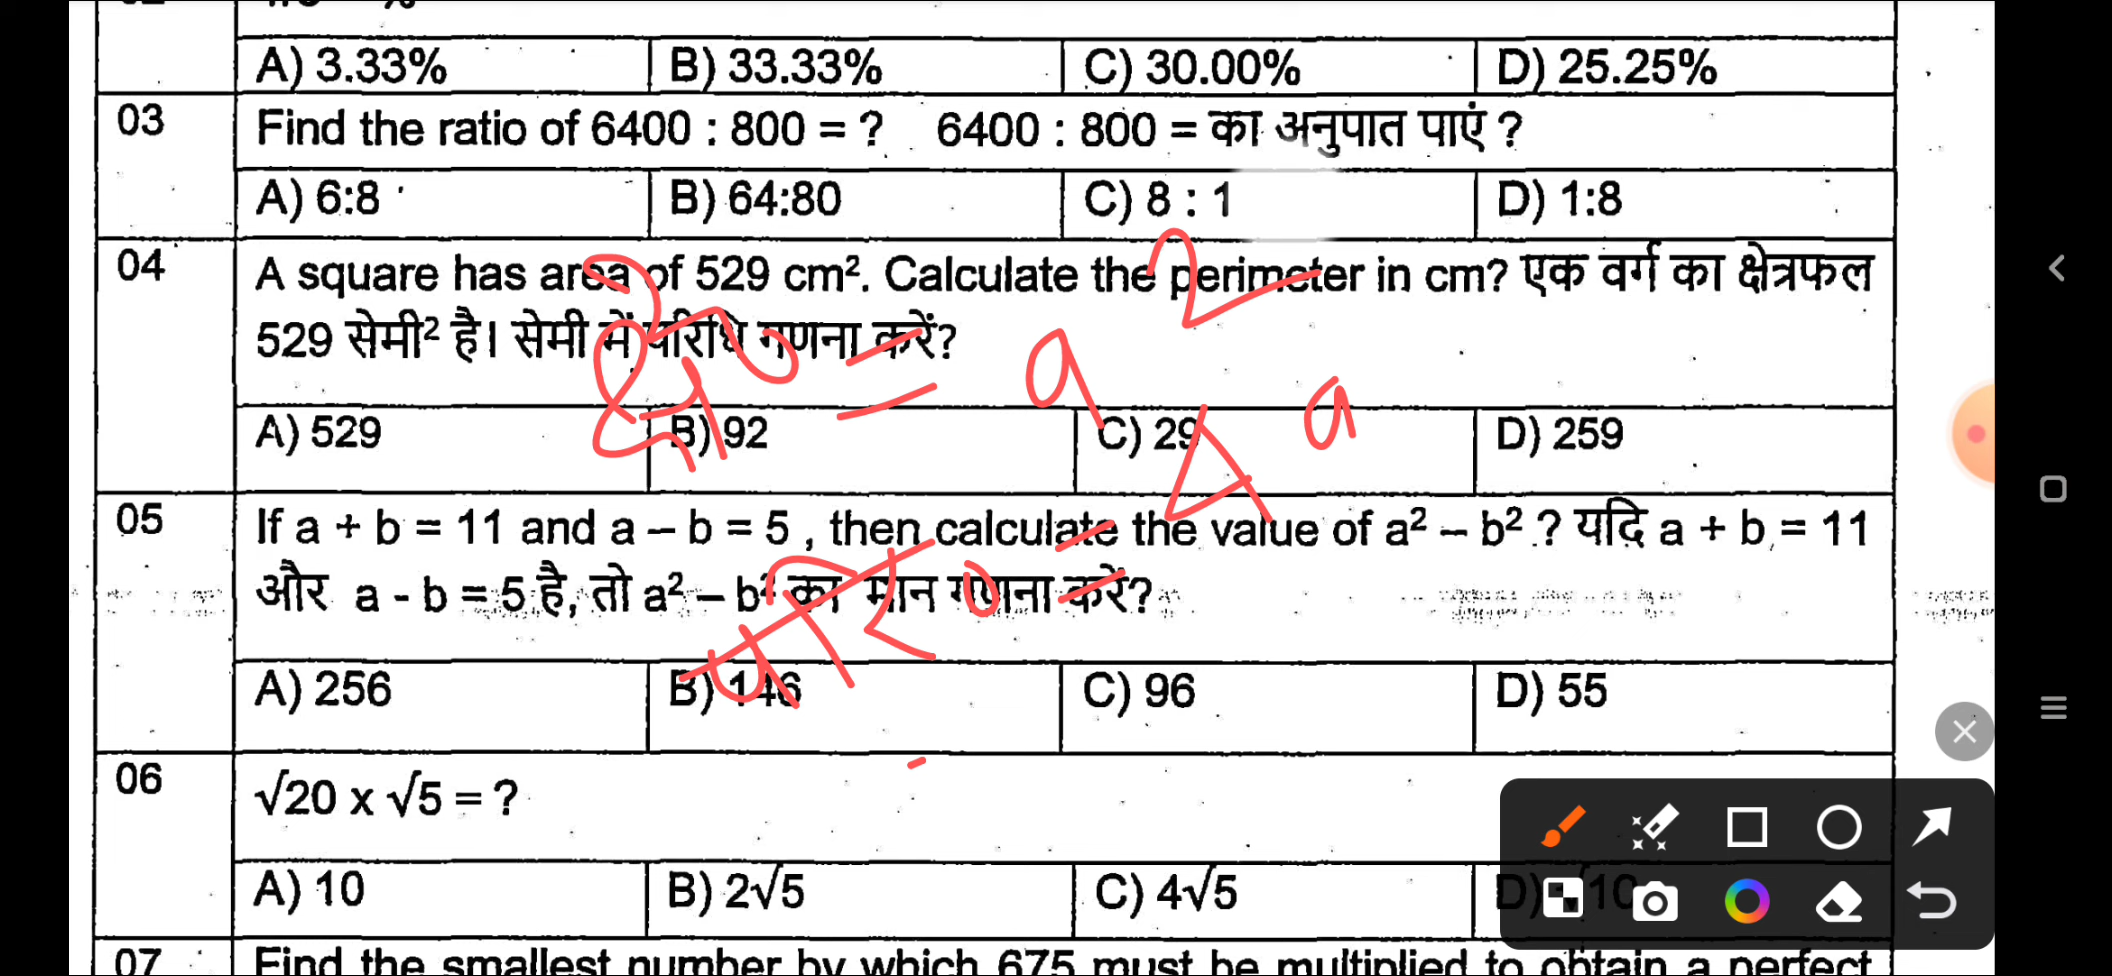 A) 3.33% B) 33.33% C) 30.00% D) 25.25%
03 Find the ratio of 6400 : 800 = ? 6400 : 800 = का अनुपात पाएं ?
A) 6:8 B) 64:80 C) 8 : 1 D) 1:8
04 A square has area of 529 cm². Calculate the perimeter in cm? एक वर्ग का क्षेत्रफल
529 सेमी² है। सेमी में परिधि गणना करें?
= a²
A) 529 B) 92 C) 29 D) 259
4a
05 If a + b = 11 and a – b = 5 , then calculate the value of a² – b² ? यदि a + b = 11
और a - b = 5 है, तो a² – b² का मान गणना करें?
परि० =
A) 256 B) 146 C) 96 D) 55
06 √20 x √5 = ?
A) 10 B) 2√5 C) 4√5 D) √10
07 Find the smallest number by which 675 must be multiplied to obtain a perfect